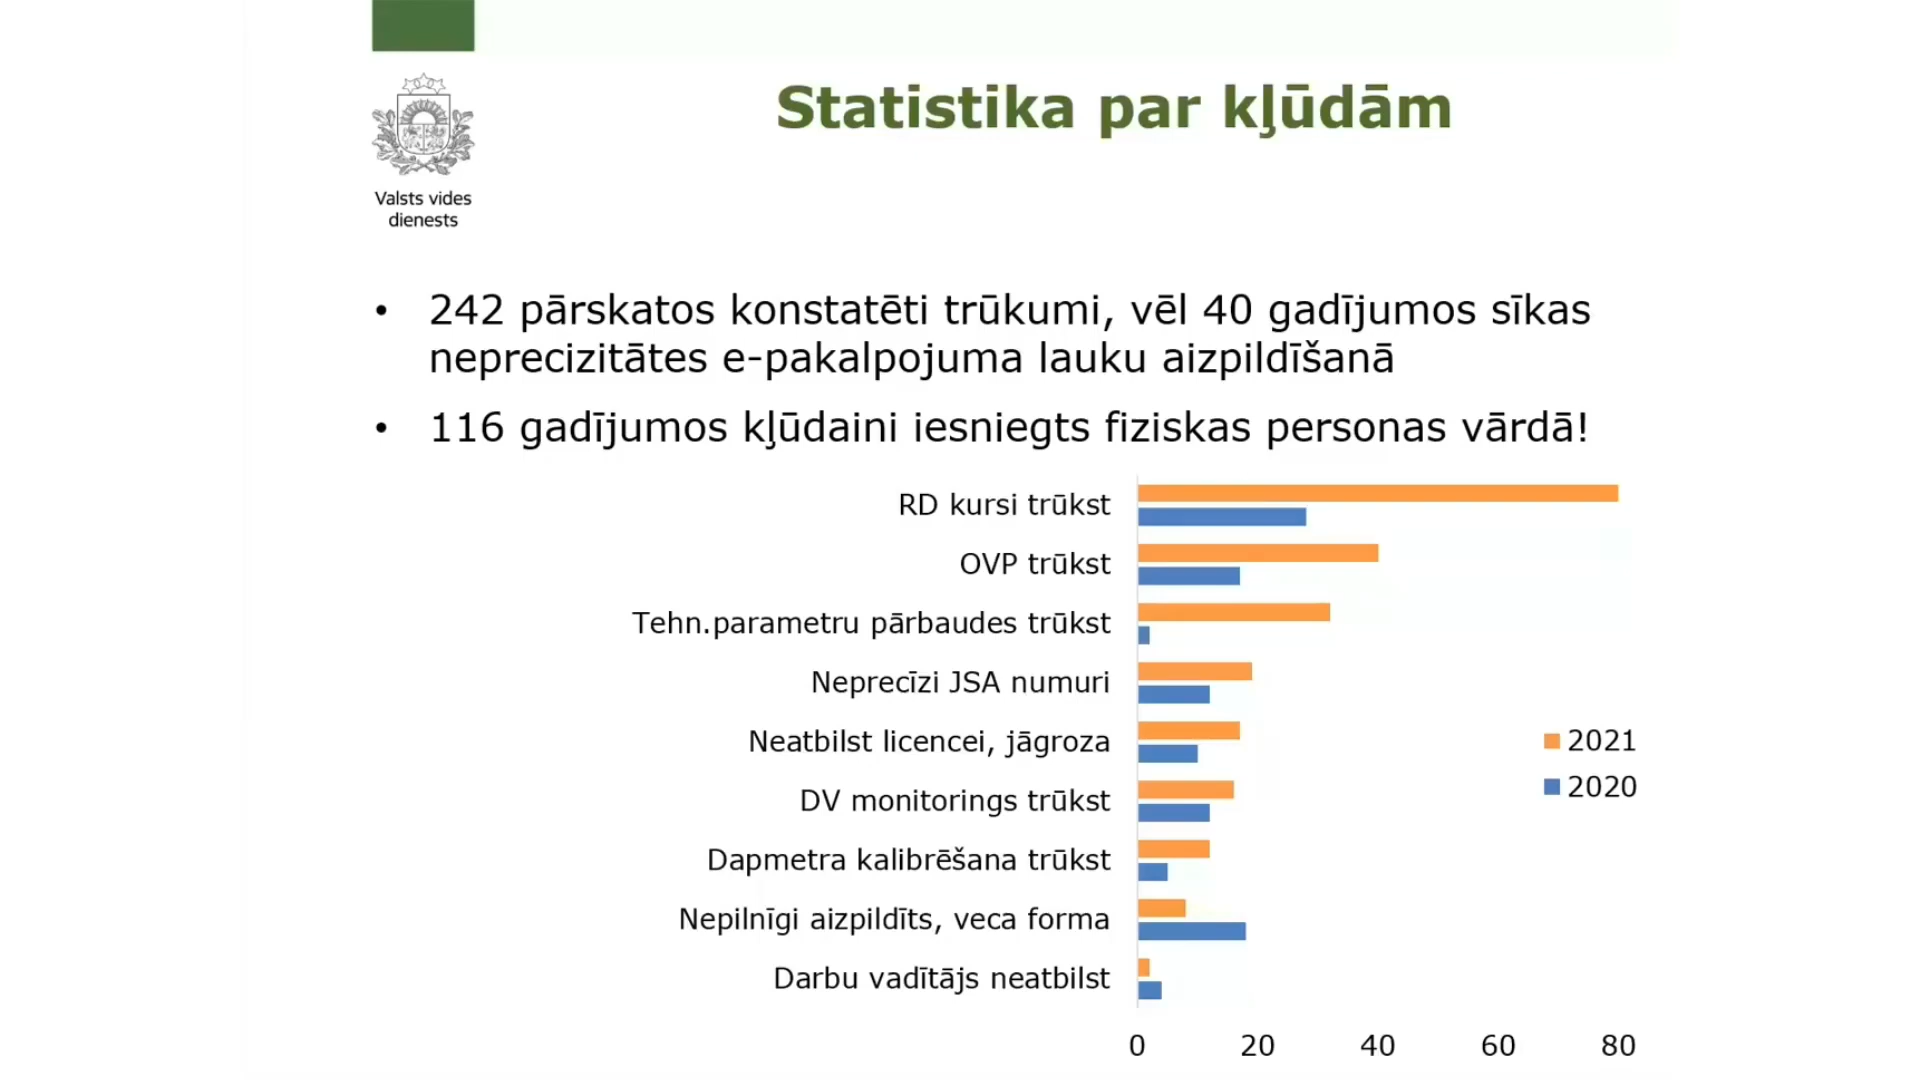 Valsts vides
dienests
Statistika par kļūdām
• 242 pārskatos konstatēti trūkumi, vēl 40 gadījumos sīkas
neprecizitātes e-pakalpojuma lauku aizpildīšanā
• 116 gadījumos kļūdaini iesniegts fiziskas personas vārdā!
RD kursi trūkst
OVP trūkst
Tehn.parametru pārbaudes trūkst
Neprecīzi JSA numuri
Neatbilst licencei, jāgroza
DV monitorings trūkst
Dapmetra kalibrēšana trūkst
Nepilnīgi aizpildīts, veca forma
Darbu vadītājs neatbilst
2021
2020
0 20 40 60 80